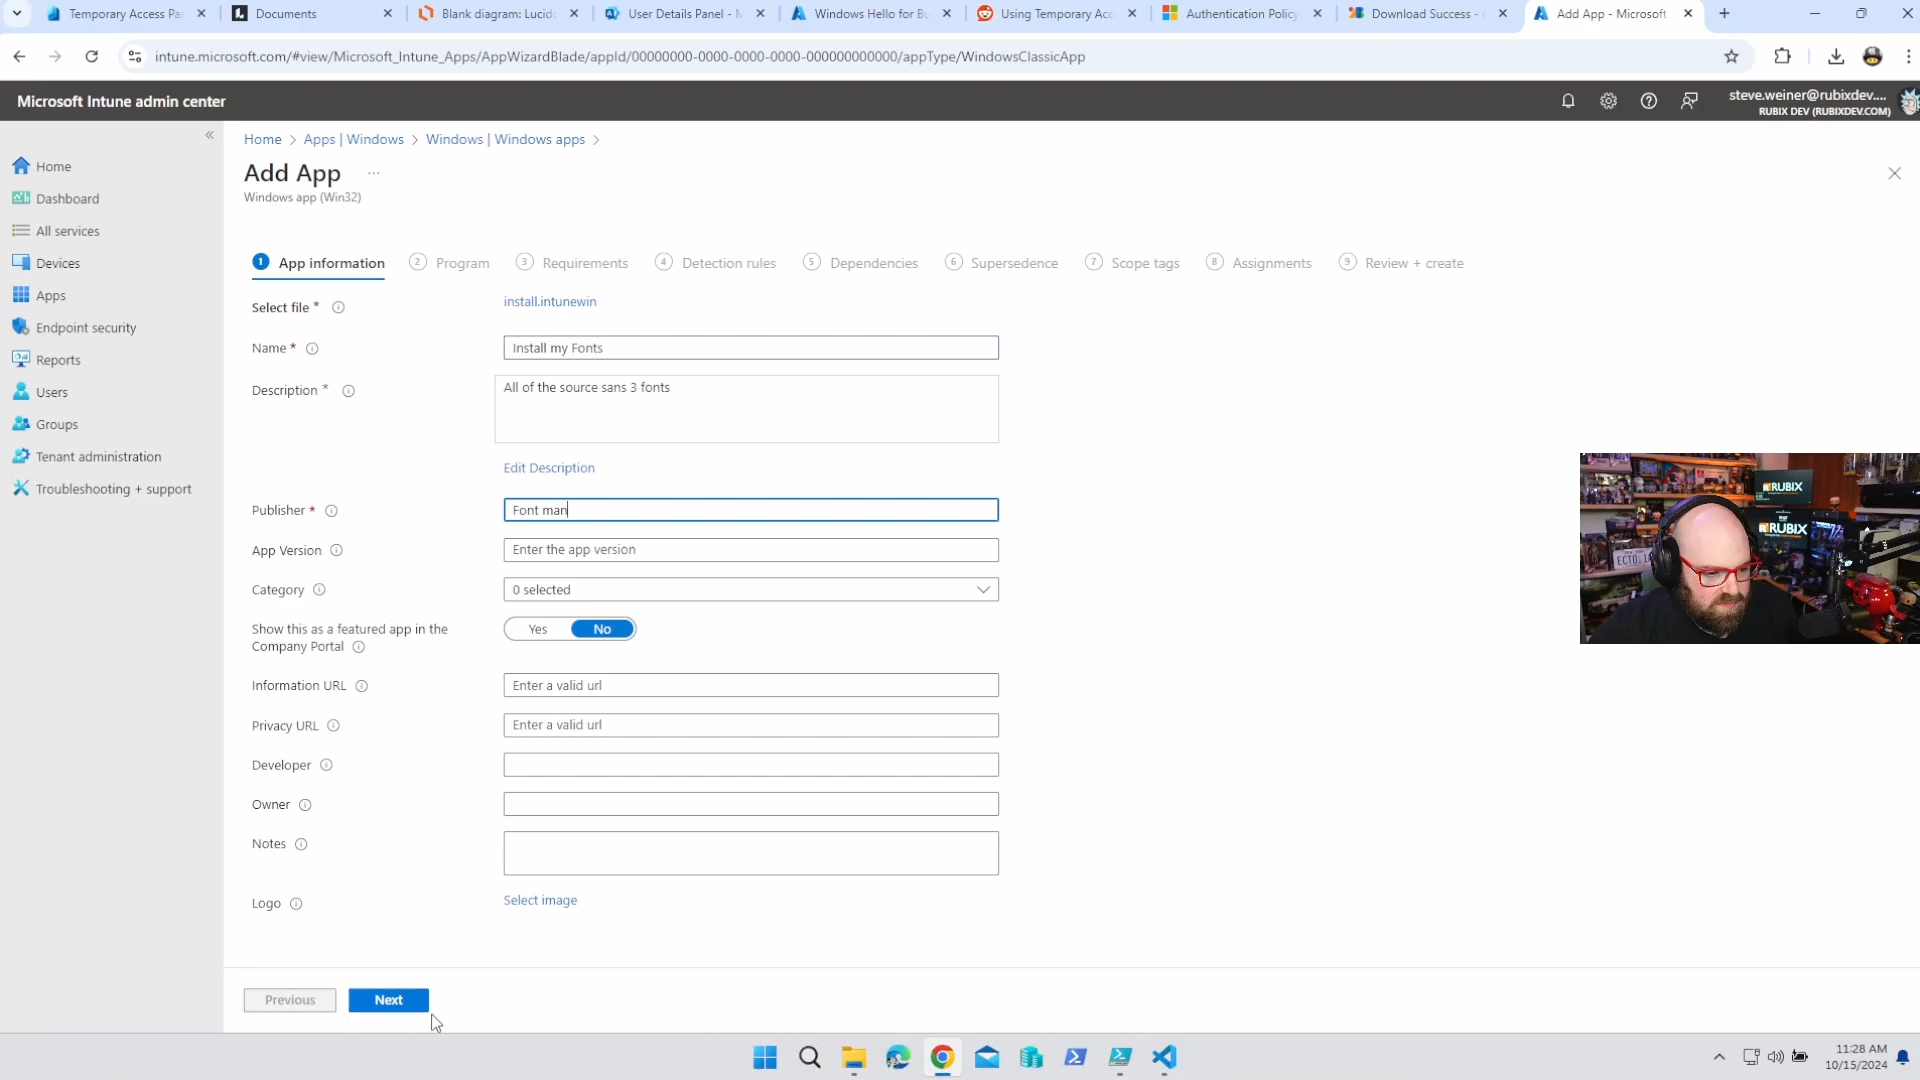 Temporary Access Pas
Documents
Blank diagram: Lucid
User Details Panel - M
Windows Hello for Bu
Using Temporary Acc
Authentication Policy
Download Success -
Add App - Microsoft
intune.microsoft.com/#view/Microsoft_Intune_Apps/AppWizardBlade/appId/00000000-0000-0000-0000-000000000000/appType/WindowsClassicApp
Microsoft Intune admin center
steve.weiner@rubixdev....
RUBIX DEV (RUBIXDEV.COM)
Home
Dashboard
All services
Devices
Apps
Endpoint security
Reports
Users
Groups
Tenant administration
Troubleshooting + support
Home > Apps | Windows > Windows | Windows apps >
Add App ...
Windows app (Win32)
1 App information 2 Program 3 Requirements 4 Detection rules 5 Dependencies 6 Supersedence 7 Scope tags 8 Assignments 9 Review + create
Select file * install.intunewin
Name * Install my Fonts
Description * All of the source sans 3 fonts
Edit Description
Publisher * Font man
App Version Enter the app version
Category 0 selected
Show this as a featured app in the
Company Portal
Yes No
Information URL Enter a valid url
Privacy URL Enter a valid url
Developer
Owner
Notes
Logo Select image
Previous Next
RUBIX
RUBIX
11:28 AM
10/15/2024